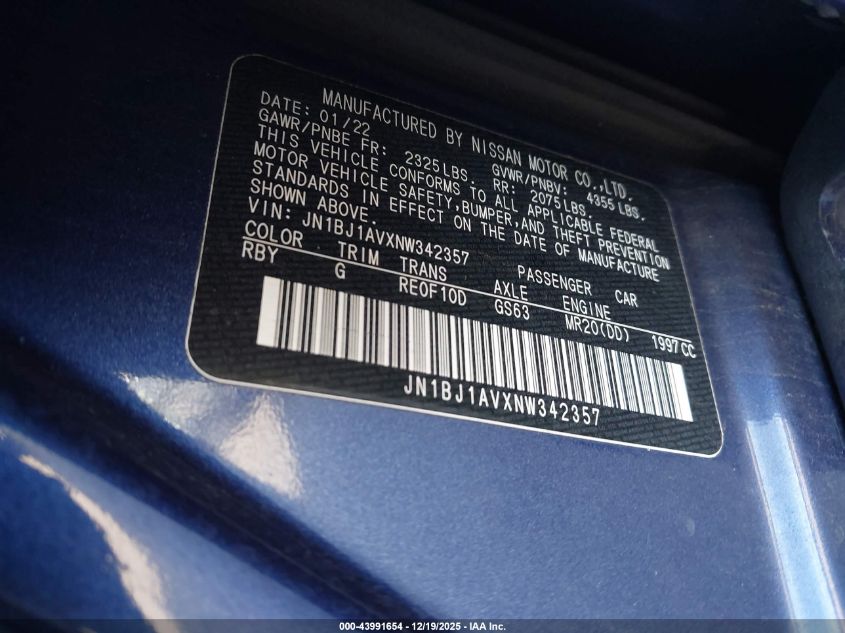 MANUFACTURED BY NISSAN MOTOR CO.,LTD.
DATE: 01/22 GVWR/PNBV: 4355 LBS.
GAWR/PNBE FR: 2325LBS. RR: 2075LBS.
THIS VEHICLE CONFORMS TO ALL APPLICABLE FEDERAL
MOTOR VEHICLE SAFETY,BUMPER,AND THEFT PREVENTION
STANDARDS IN EFFECT ON THE DATE OF MANUFACTURE
SHOWN ABOVE.
VIN: JN1BJ1AVXNW342357 PASSENGER CAR
COLOR TRIM TRANS AXLE ENGINE
RBY G RE0F10D GS63 MR20(DD) 1997CC
JN1BJ1AVXNW342357
000-43991654 - 12/19/2025 - IAA Inc.